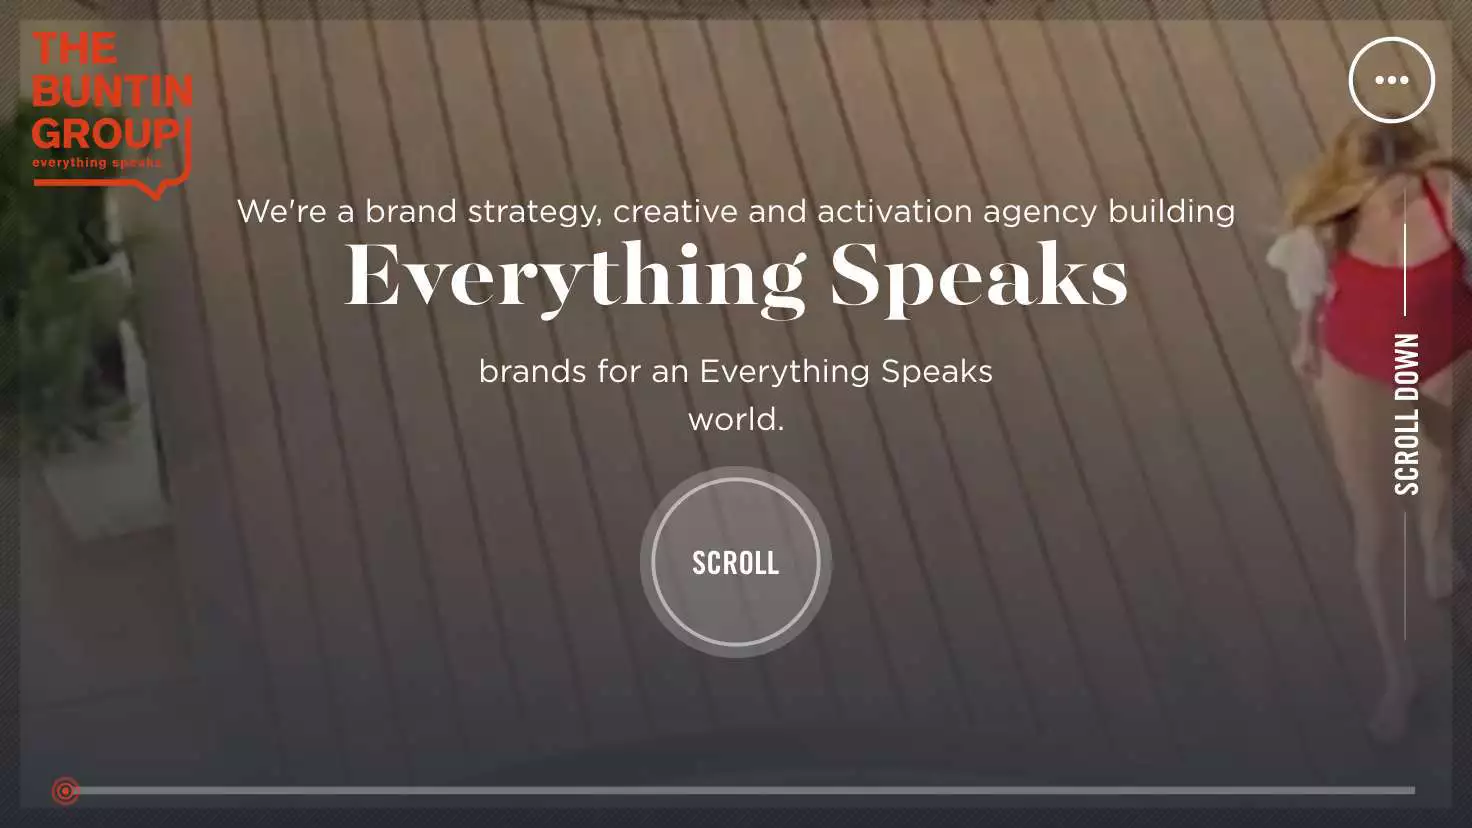 THE
BUNTIN
GROUP
everything speaks
We're a brand strategy, creative and activation agency building
Everything Speaks
brands for an Everything Speaks
world.
SCROLL
SCROLL DOWN